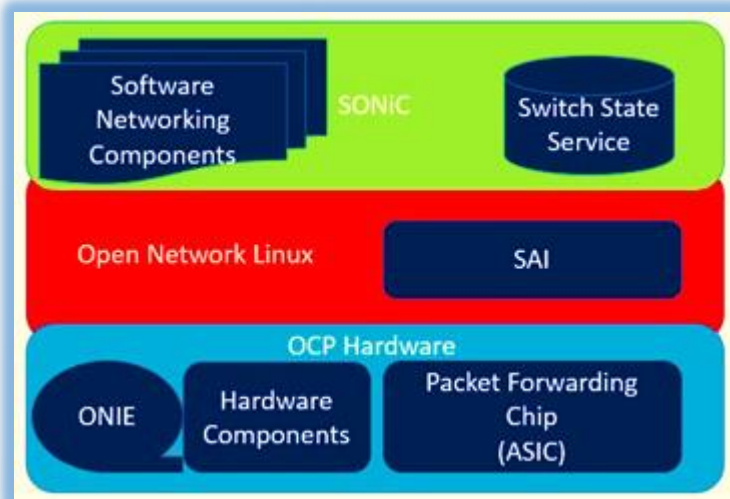 Software
Networking
Components
SONiC
Switch State
Service
Open Network Linux
SAI
OCP Hardware
ONIE
Hardware
Components
Packet Forwarding
Chip
(ASIC)